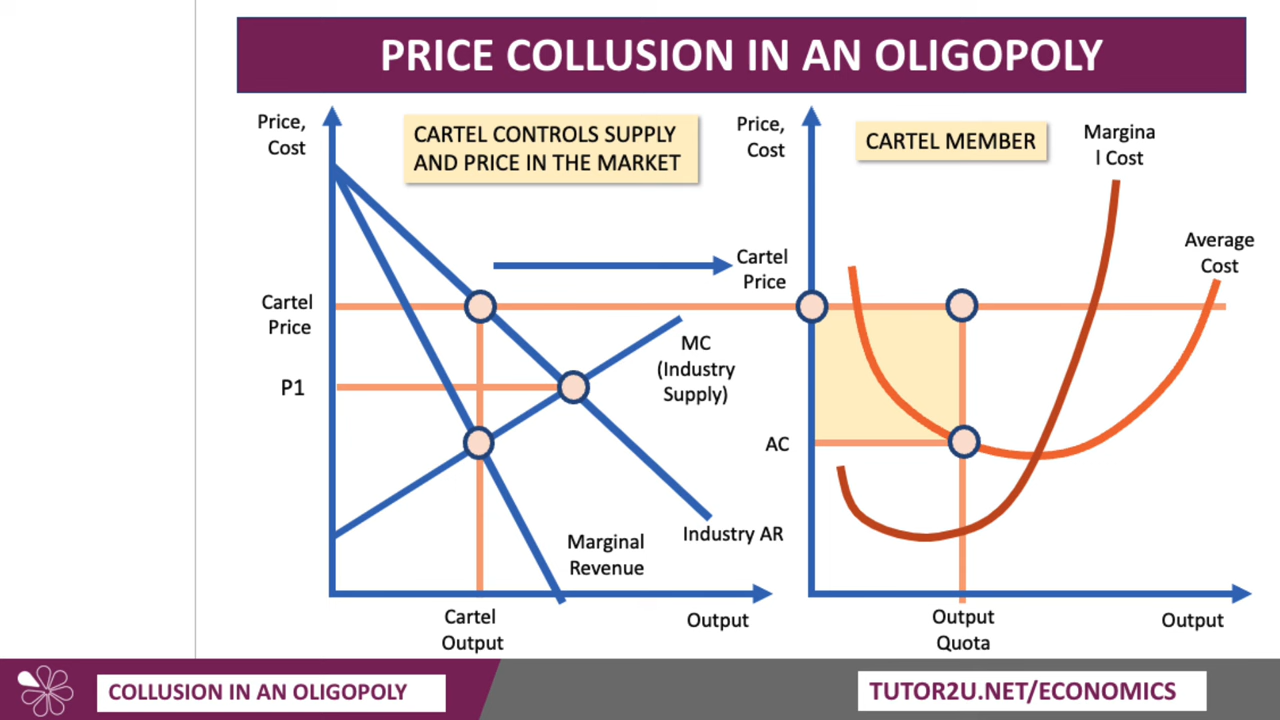 PRICE COLLUSION IN AN OLIGOPOLY
Price,
Cost
CARTEL CONTROLS SUPPLY
AND PRICE IN THE MARKET
Cartel
Price
P1
MC
(Industry
Supply)
Industry AR
Marginal
Revenue
Cartel
Output
Output
Price,
Cost
CARTEL MEMBER
Margina
l Cost
Average
Cost
Cartel
Price
AC
Output
Quota
Output
COLLUSION IN AN OLIGOPOLY
TUTOR2U.NET/ECONOMICS